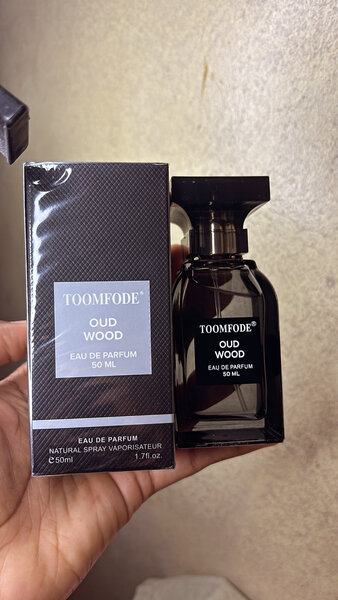 TOOMFODE®
OUD
WOOD
EAU DE PARFUM
50 ML
EAU DE PARFUM
NATURAL SPRAY VAPORISATEUR
e50ml 1.7fl.oz.
TOOMFODE®
OUD
WOOD
EAU DE PARFUM
50 ML